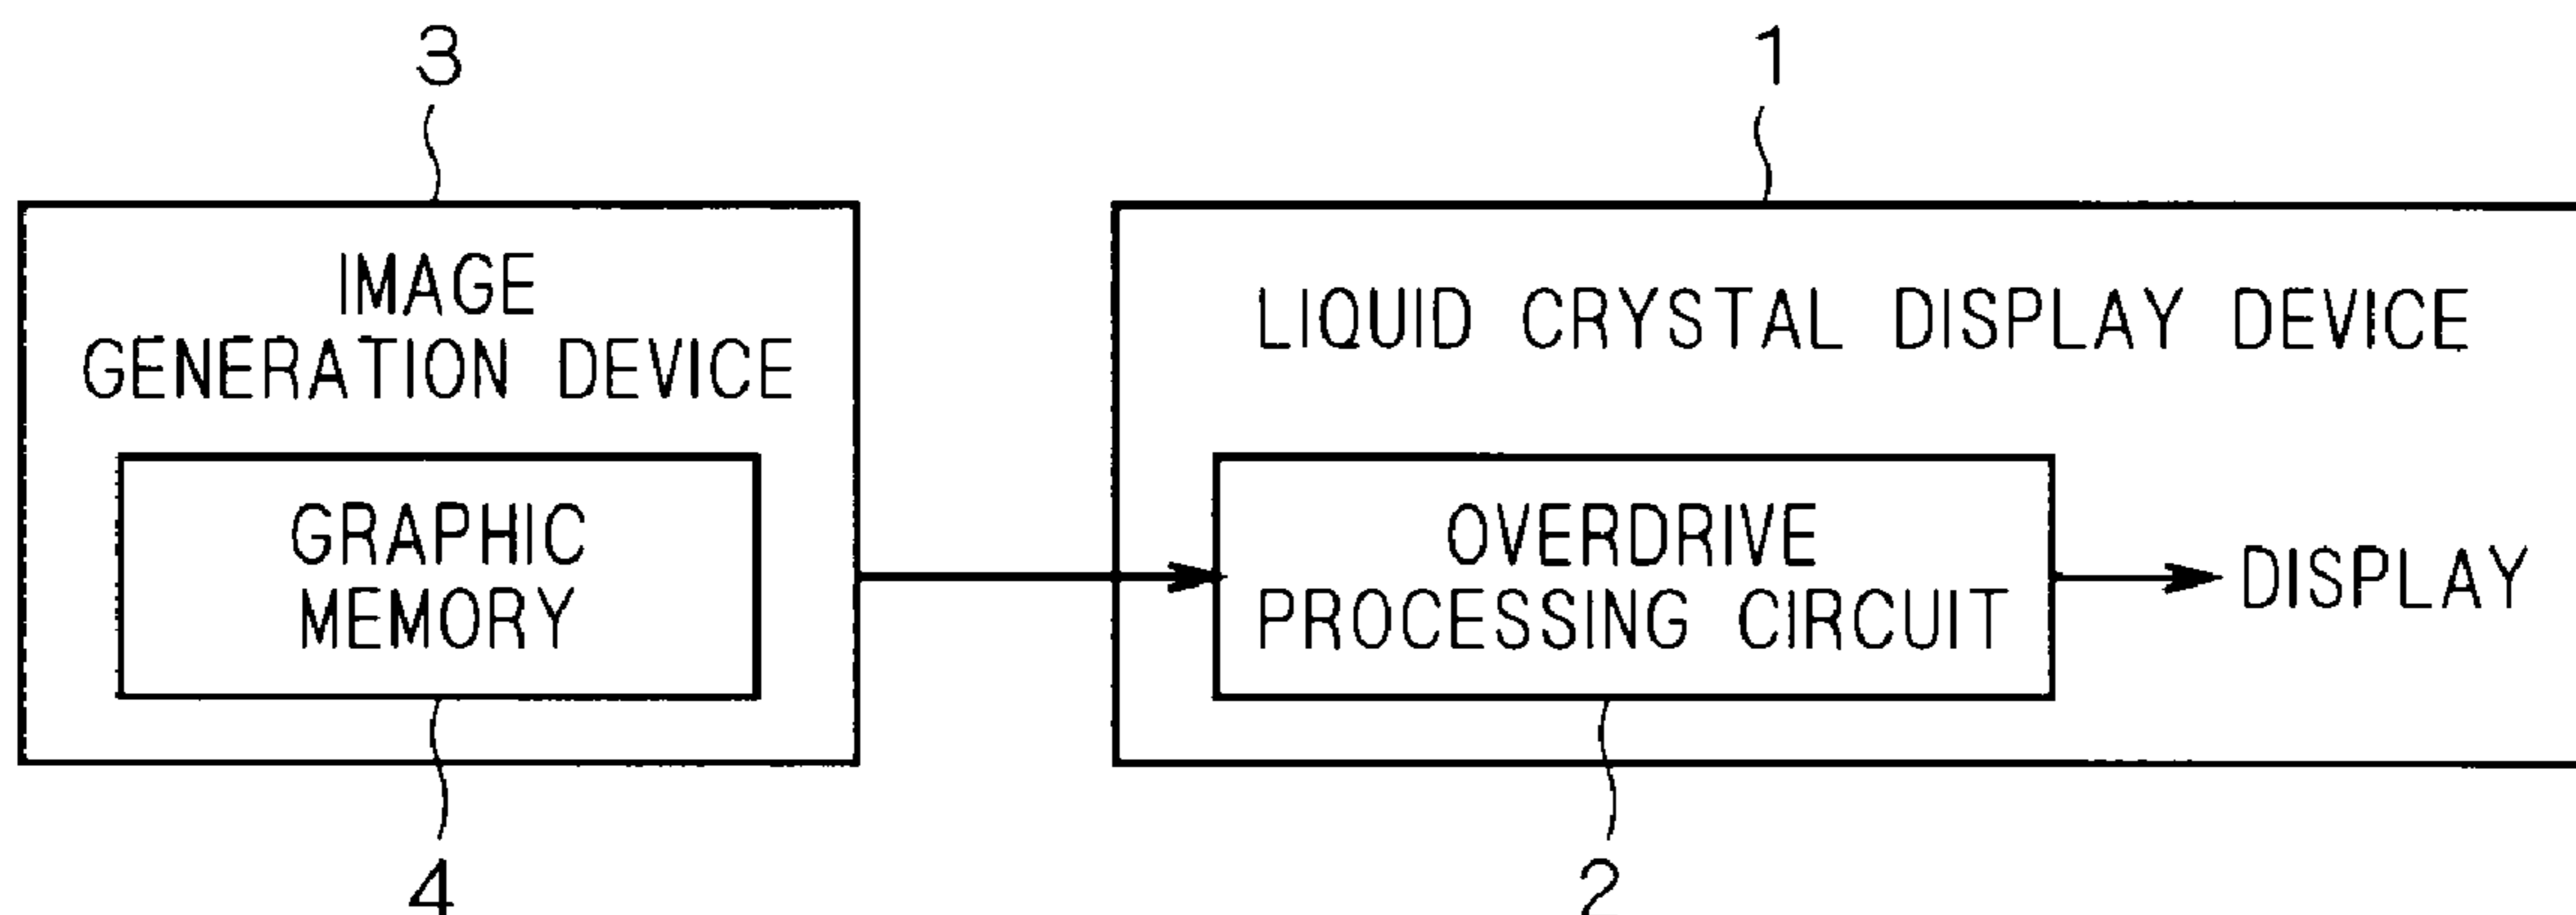 3
1
IMAGE
GENERATION DEVICE
LIQUID CRYSTAL DISPLAY DEVICE
GRAPHIC
MEMORY
OVERDRIVE
PROCESSING CIRCUIT
DISPLAY
4
2